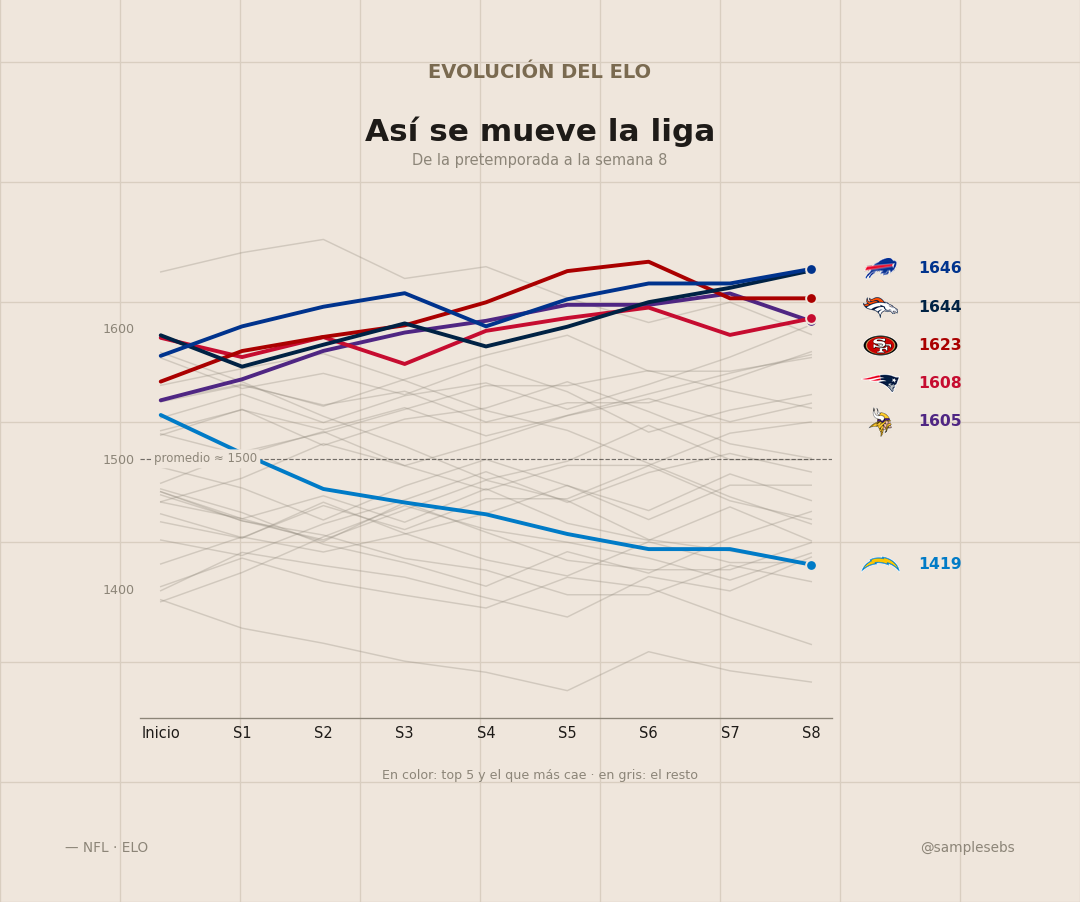 EVOLUCIÓN DEL ELO
Así se mueve la liga
De la pretemporada a la semana 8
1646
1644
1600
1623
1608
1605
1500
promedio ≈ 1500
1419
1400
Inicio S1 S2 S3 S4 S5 S6 S7 S8
En color: top 5 y el que más cae · en gris: el resto
— NFL · ELO
@samplesebs